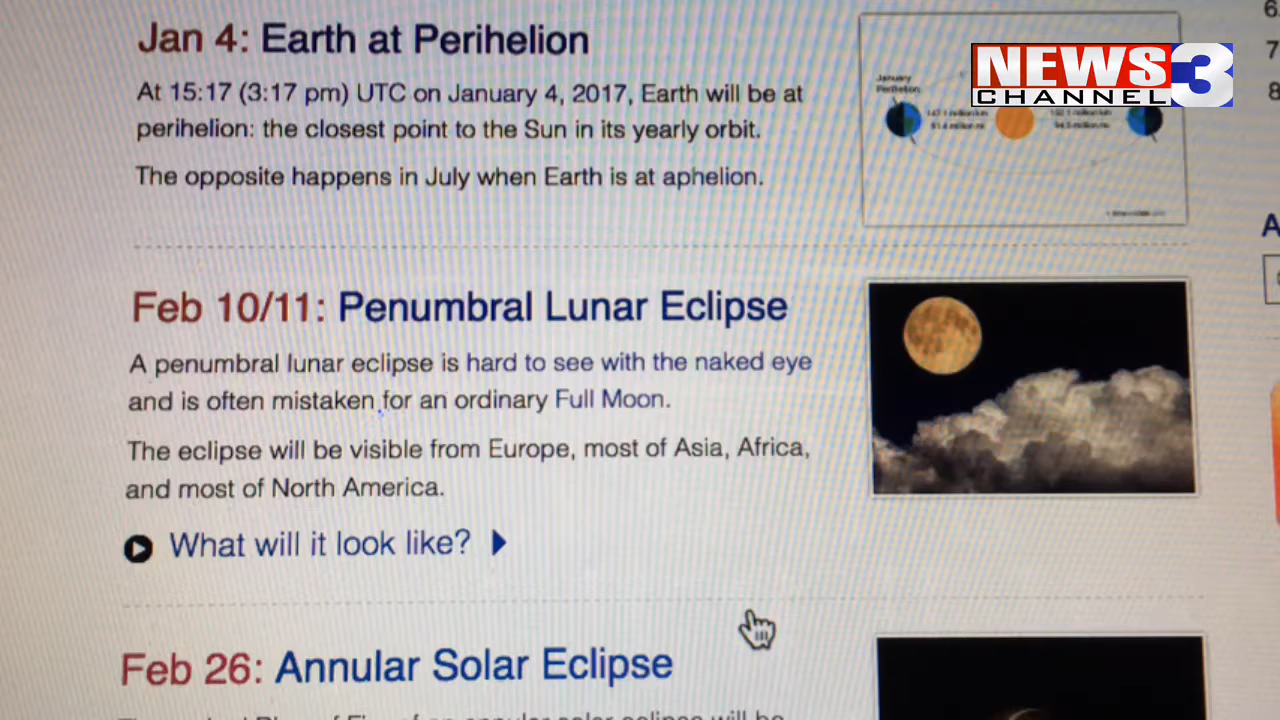 Jan 4: Earth at Perihelion
At 15:17 (3:17 pm) UTC on January 4, 2017, Earth will be at
perihelion: the closest point to the Sun in its yearly orbit.
The opposite happens in July when Earth is at aphelion.
January
Perihelion
NEWS
CHANNEL 3
6
7
8
Feb 10/11: Penumbral Lunar Eclipse
A penumbral lunar eclipse is hard to see with the naked eye
and is often mistaken for an ordinary Full Moon.
The eclipse will be visible from Europe, most of Asia, Africa,
and most of North America.
What will it look like?
A
Feb 26: Annular Solar Eclipse